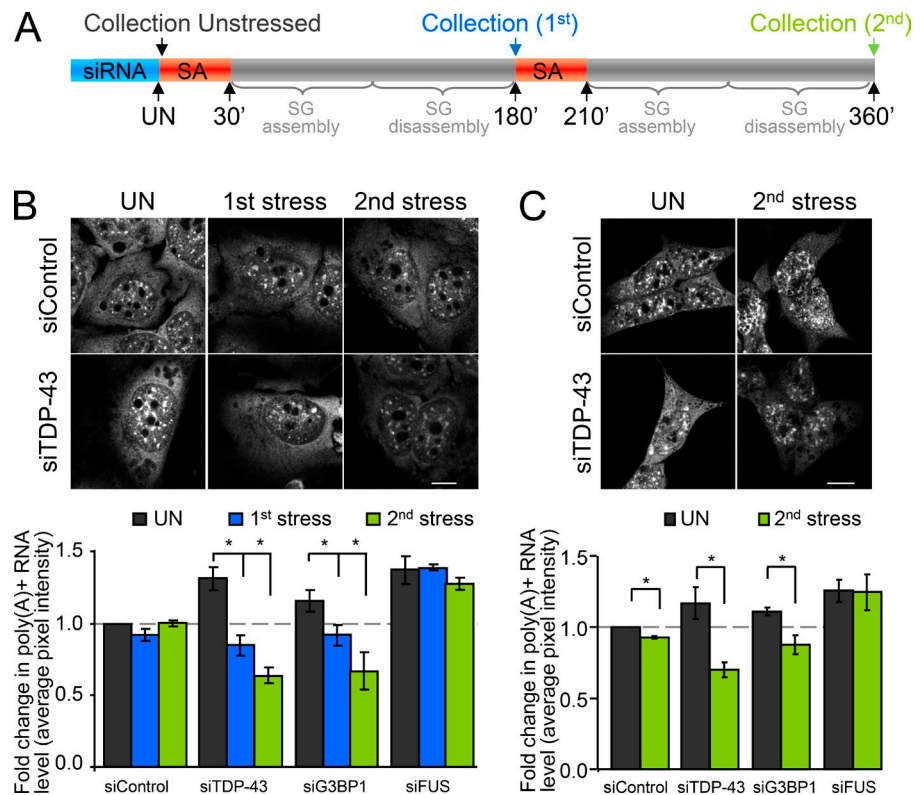 A
Collection Unstressed
Collection (1st)
Collection (2nd)
siRNA
SA
SA
UN
30’
SG
assembly
SG
disassembly
180’
210’
SG
assembly
SG
disassembly
360’
B
UN
1st stress
2nd stress
siControl
siTDP-43
UN
1st stress
2nd stress
Fold change in poly(A)+ RNA
level (average pixel intensity)
1.5
1.0
0.5
0.0
* *
* *
siControl
siTDP-43
siG3BP1
siFUS
C
UN
2nd stress
siControl
siTDP-43
UN
2nd stress
Fold change in poly(A)+ RNA
level (average pixel intensity)
1.5
1.0
0.5
0.0
*
*
*
siControl
siTDP-43
siG3BP1
siFUS